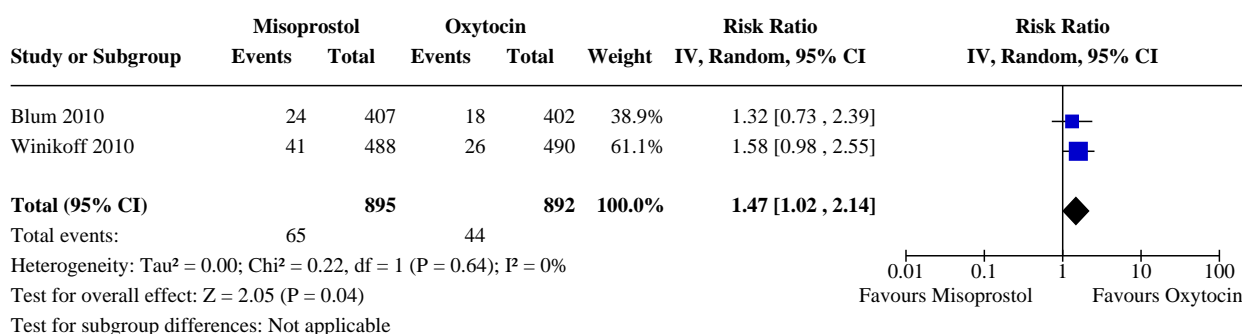 Misoprostol Oxytocin Risk Ratio Risk Ratio
Study or Subgroup Events Total Events Total Weight IV, Random, 95% CI IV, Random, 95% CI
Blum 2010 24 407 18 402 38.9% 1.32 [0.73 , 2.39]
Winikoff 2010 41 488 26 490 61.1% 1.58 [0.98 , 2.55]
Total (95% CI) 895 892 100.0% 1.47 [1.02 , 2.14]
Total events: 65 44
Heterogeneity: Tau² = 0.00; Chi² = 0.22, df = 1 (P = 0.64); I² = 0%
0.01 0.1 1 10 100
Test for overall effect: Z = 2.05 (P = 0.04)
Favours Misoprostol Favours Oxytocin
Test for subgroup differences: Not applicable